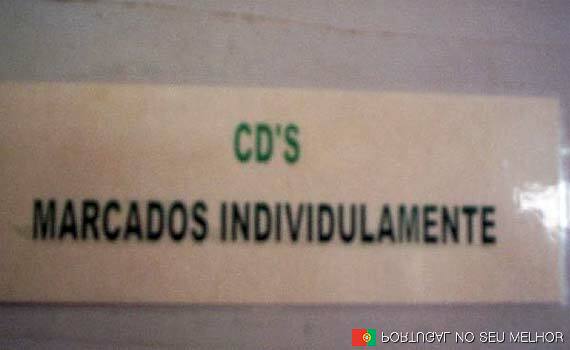 CD'S
MARCADOS INDIVIDULAMENTE
PORTUGAL NO SEU MELHOR